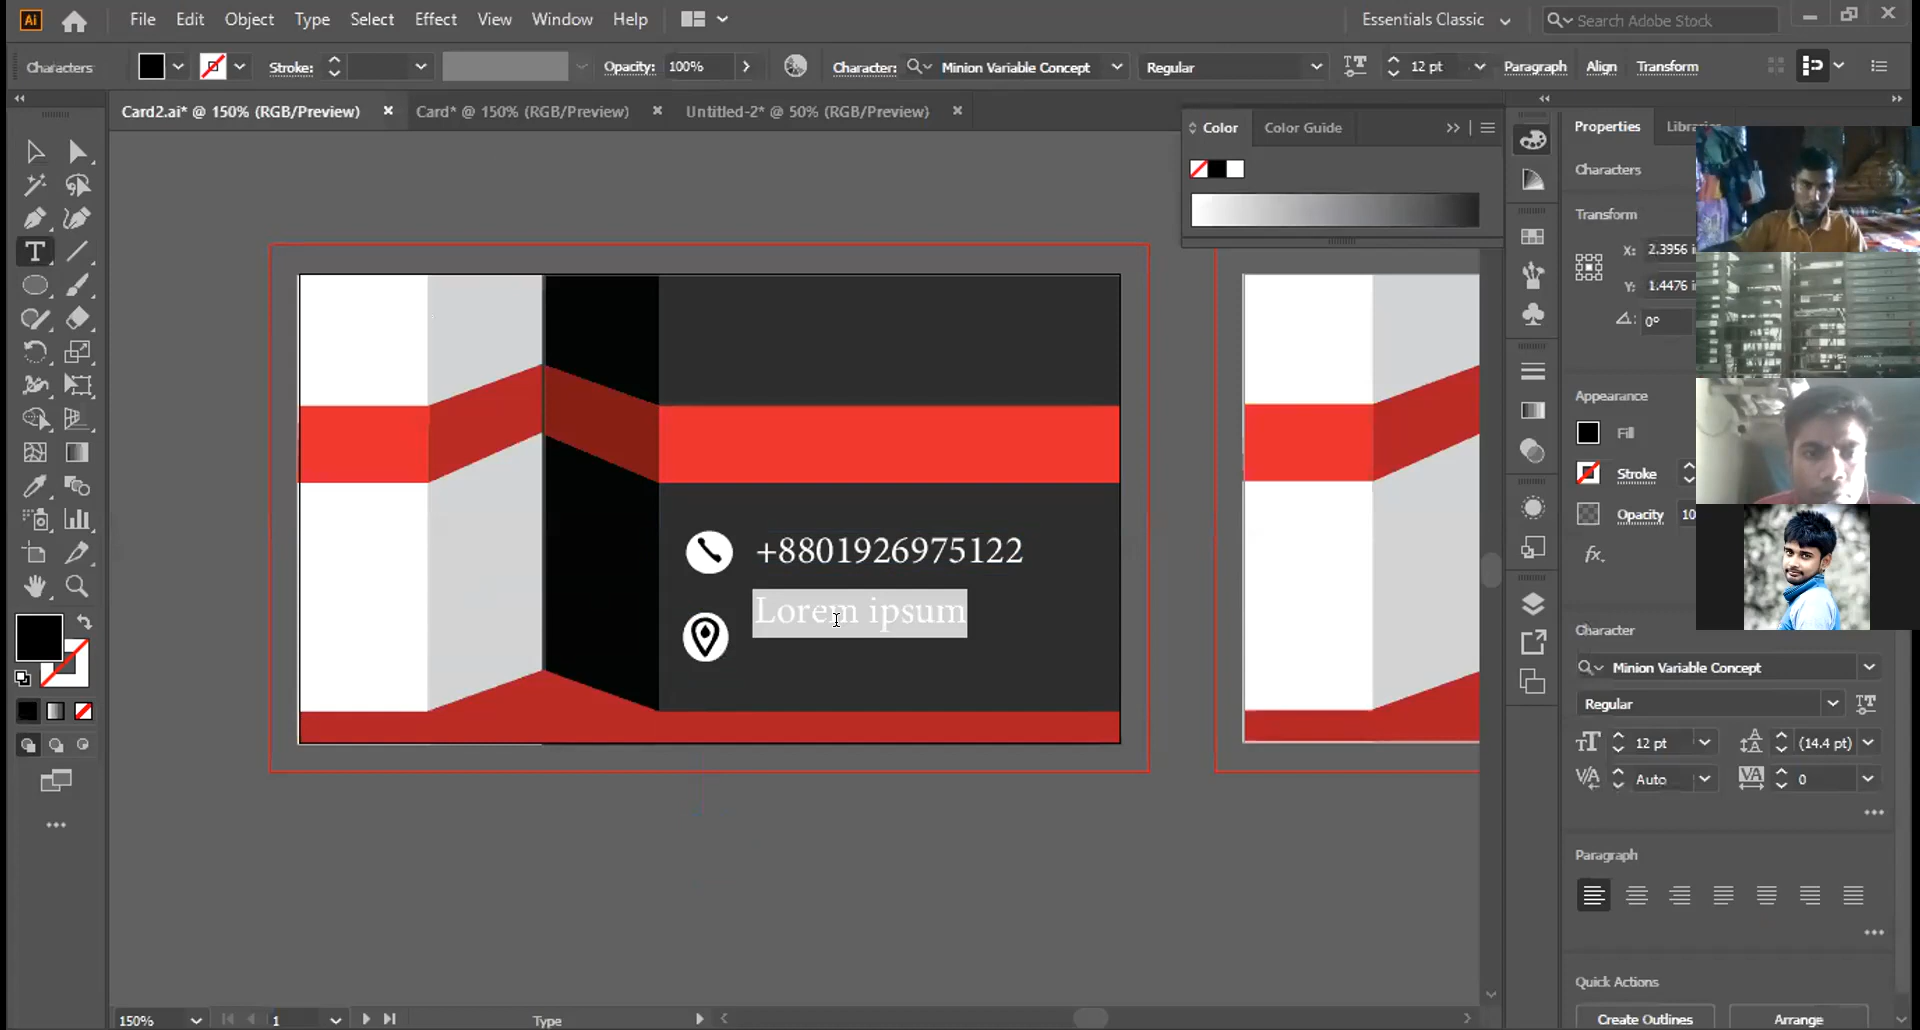 Ai File Edit Object Type Select Effect View Window Help Essentials Classic Search Adobe Stock
Characters Stroke: Opacity: 100% Character: Minion Variable Concept Regular 12 pt Paragraph Align Transform
Card2.ai* @ 150% (RGB/Preview) Card* @ 150% (RGB/Preview) Untitled-2* @ 50% (RGB/Preview)
Color Color Guide
Properties
Characters
Transform
X: 2.3956
Y: 1.4476
0°
Appearance
Fill
Stroke
Opacity
fx.
+8801926975122
Lorem ipsum
Character
Minion Variable Concept
Regular
12 pt (14.4 pt)
Auto 0
Paragraph
Quick Actions
Create Outlines Arrange
150% 1 Type